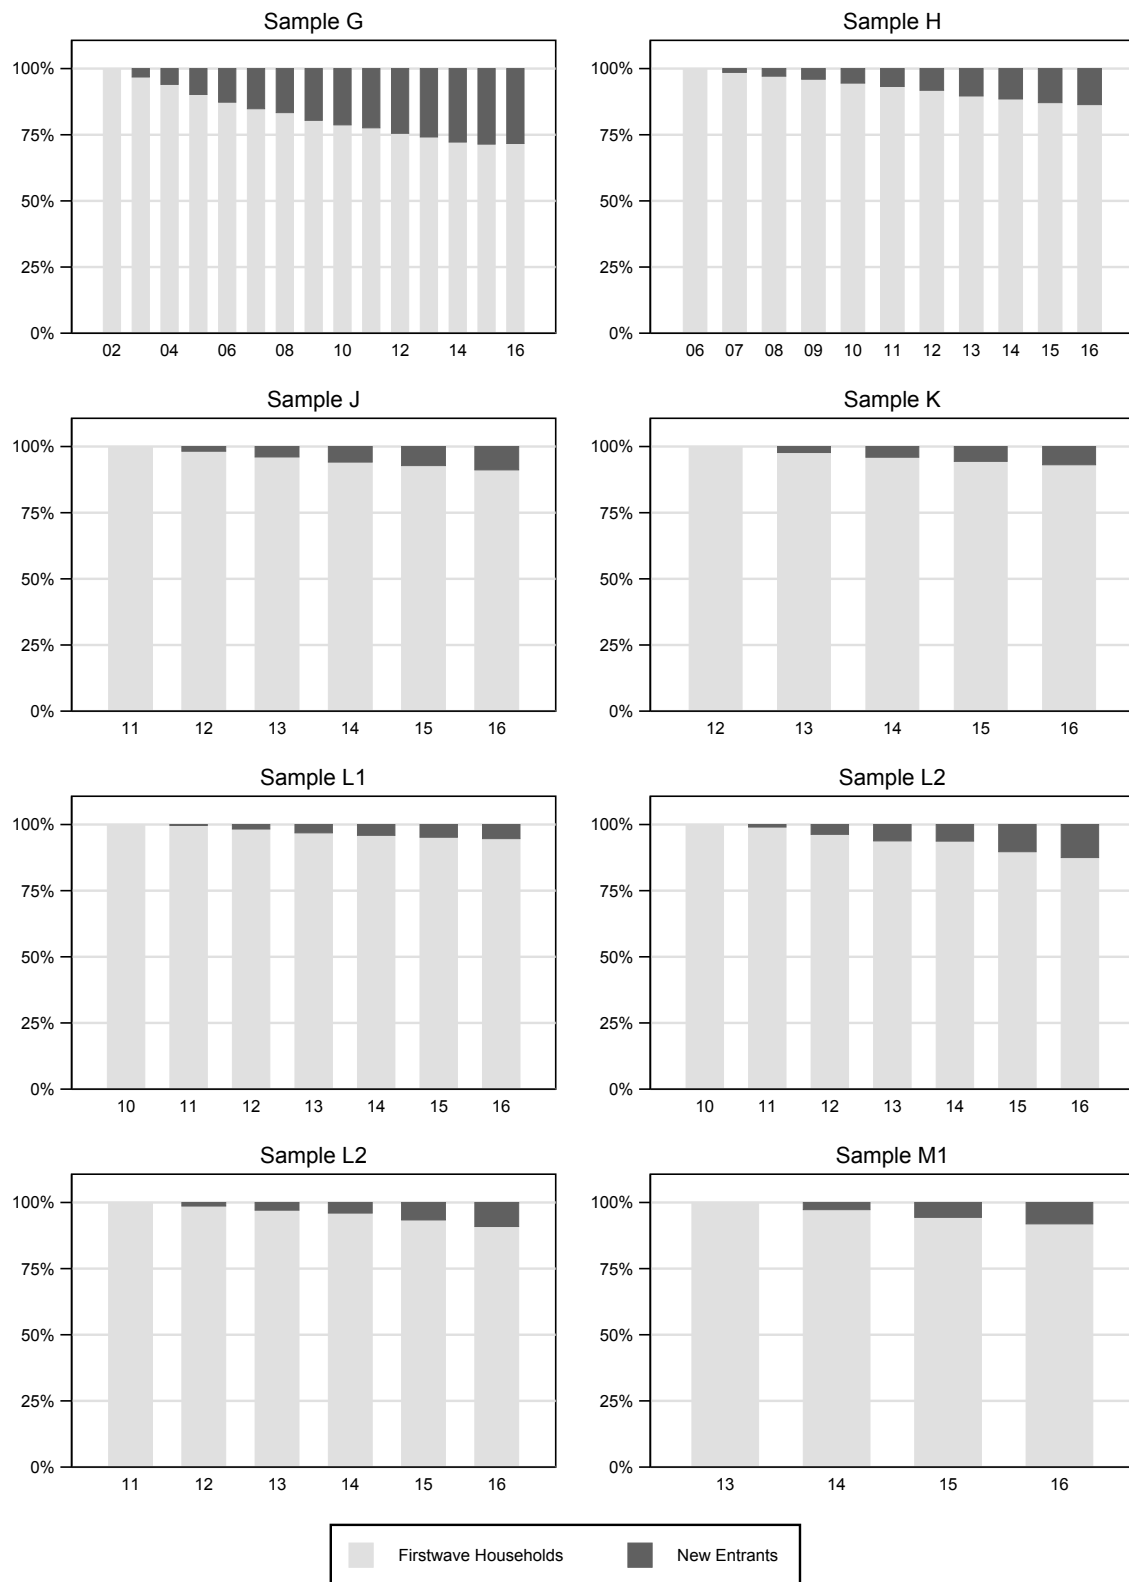 Sample G
100%
75%
50%
25%
0%
02 04 06 08 10 12 14 16
Sample H
100%
75%
50%
25%
0%
06 07 08 09 10 11 12 13 14 15 16
Sample J
100%
75%
50%
25%
0%
11 12 13 14 15 16
Sample K
100%
75%
50%
25%
0%
12 13 14 15 16
Sample L1
100%
75%
50%
25%
0%
10 11 12 13 14 15 16
Sample L2
100%
75%
50%
25%
0%
10 11 12 13 14 15 16
Sample L2
100%
75%
50%
25%
0%
11 12 13 14 15 16
Sample M1
100%
75%
50%
25%
0%
13 14 15 16
Firstwave Households New Entrants